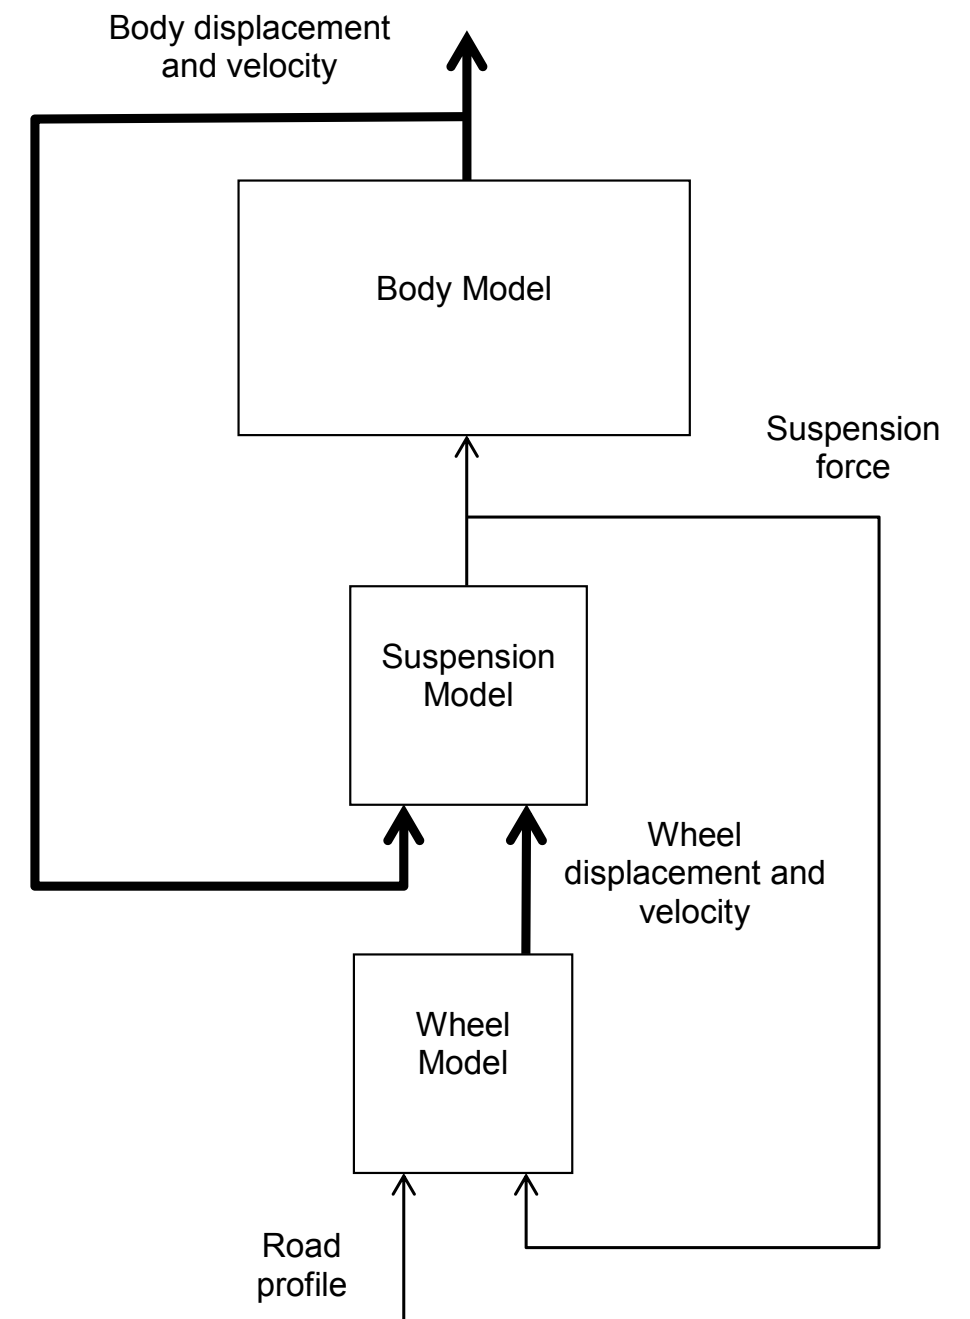 Body displacement
and velocity
Body Model
Suspension
force
Suspension
Model
Wheel
displacement and
velocity
Wheel
Model
Road
profile